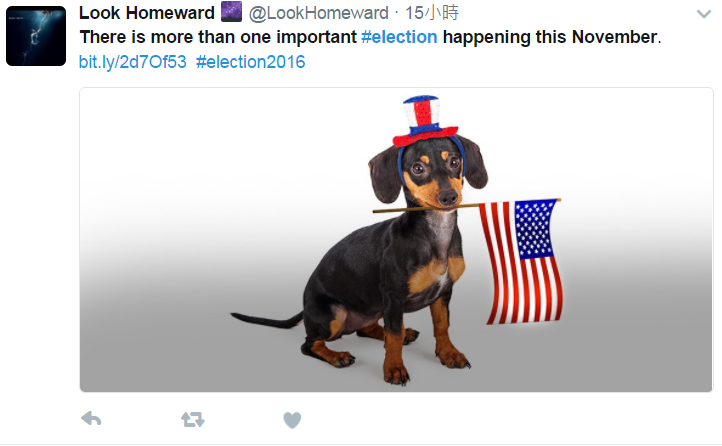 Look Homeward @LookHomeward · 15小時
There is more than one important #election happening this November.
bit.ly/2d7Of53 #election2016